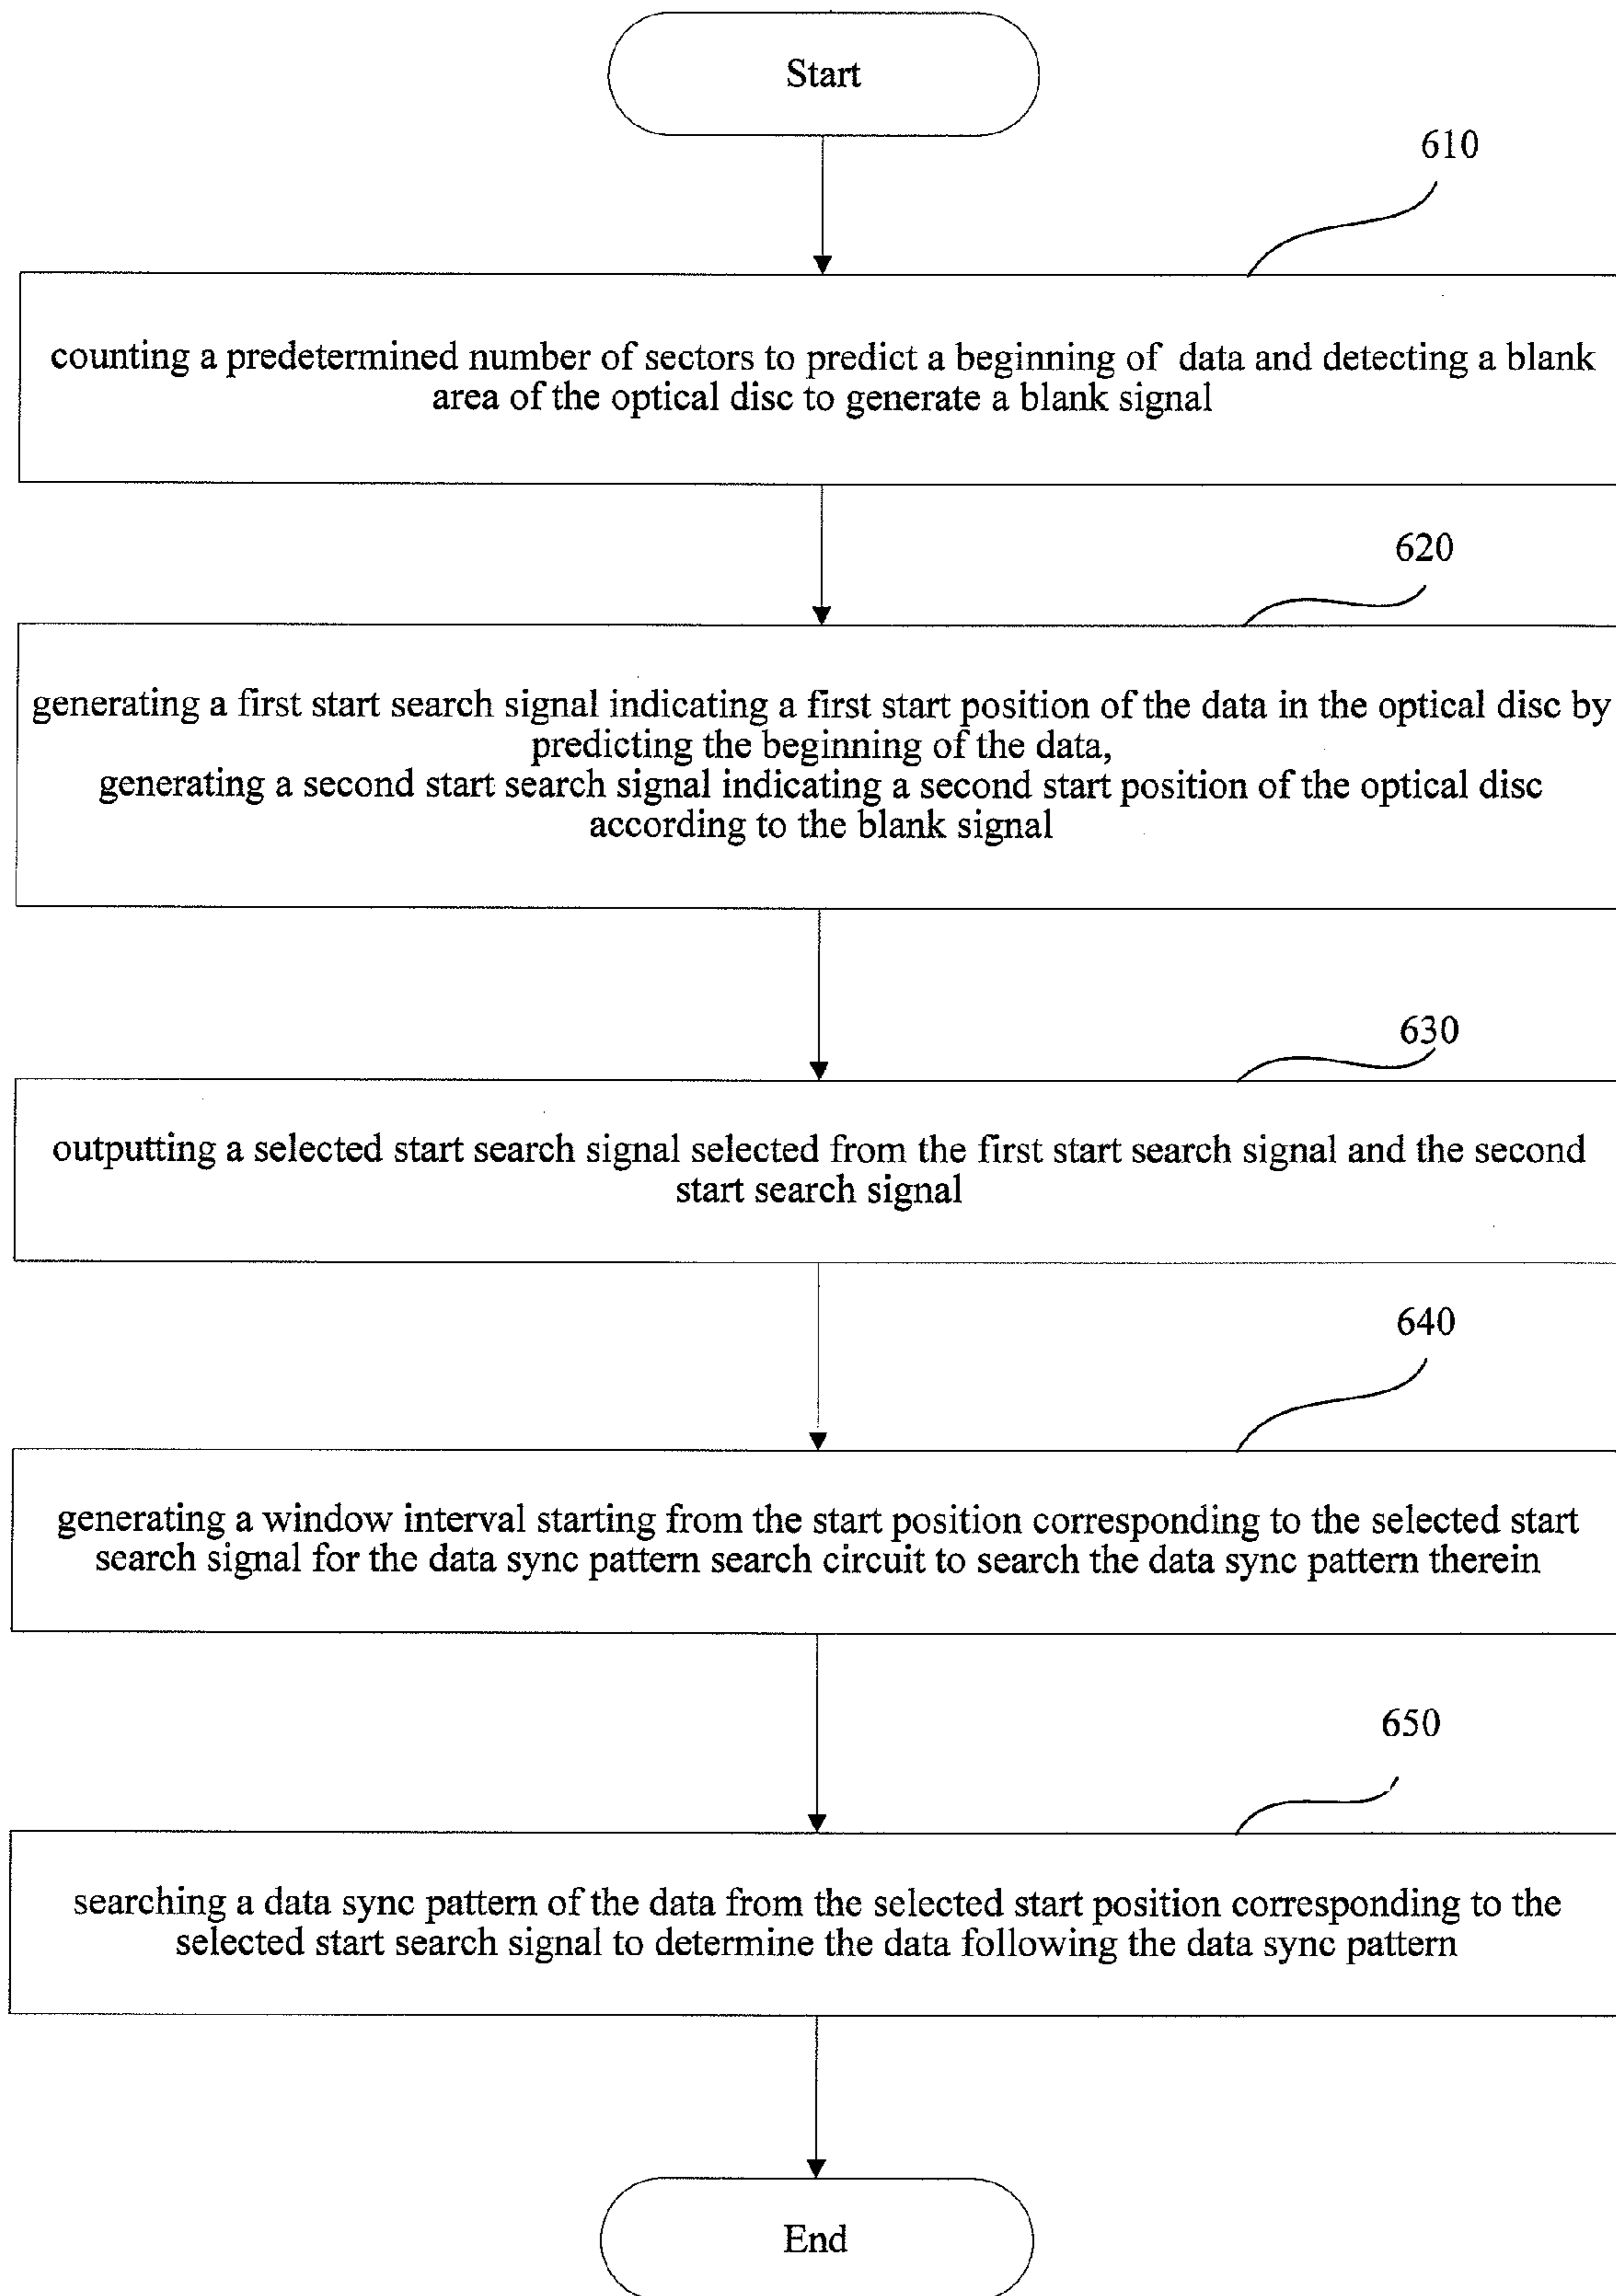 Start
610
counting a predetermined number of sectors to predict a beginning of data and detecting a blank
area of the optical disc to generate a blank signal
620
generating a first start search signal indicating a first start position of the data in the optical disc by
predicting the beginning of the data,
generating a second start search signal indicating a second start position of the optical disc
according to the blank signal
630
outputting a selected start search signal selected from the first start search signal and the second
start search signal
640
generating a window interval starting from the start position corresponding to the selected start
search signal for the data sync pattern search circuit to search the data sync pattern therein
650
searching a data sync pattern of the data from the selected start position corresponding to the
selected start search signal to determine the data following the data sync pattern
End